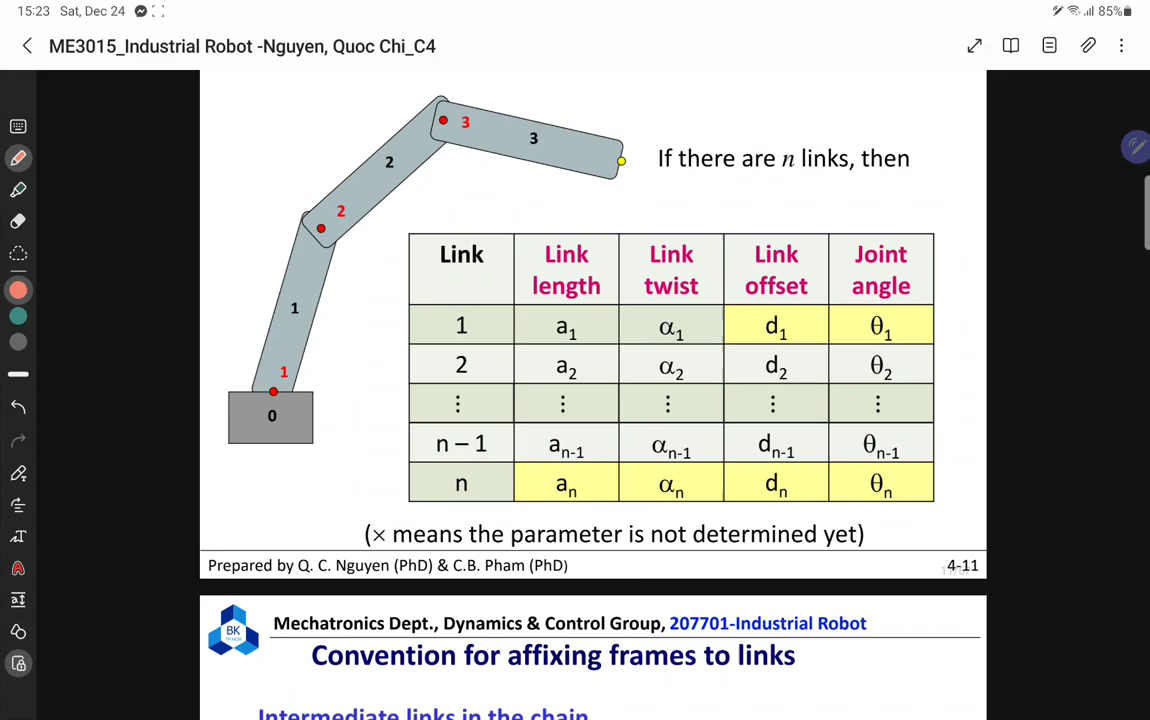 15:23 Sat, Dec 24
85%
ME3015_Industrial Robot -Nguyen, Quoc Chi_C4
3
3
2
If there are n links, then
2
1
1
0
Link Link length Link twist Link offset Joint angle
1 a1 α1 d1 θ1
2 a2 α2 d2 θ2
⋮ ⋮ ⋮ ⋮ ⋮
n – 1 an-1 αn-1 dn-1 θn-1
n an αn dn θn
(× means the parameter is not determined yet)
Prepared by Q. C. Nguyen (PhD) & C.B. Pham (PhD)
4-11
BK
TP.HCM
Mechatronics Dept., Dynamics & Control Group, 207701-Industrial Robot
Convention for affixing frames to links
Intermediate links in the chain